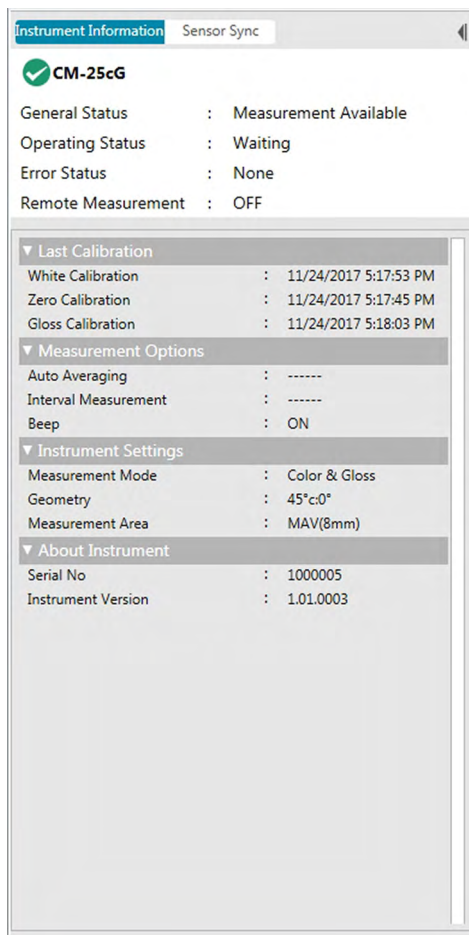 Instrument Information Sensor Sync
CM-25cG
General Status : Measurement Available
Operating Status : Waiting
Error Status : None
Remote Measurement : OFF
▼ Last Calibration
White Calibration : 11/24/2017 5:17:53 PM
Zero Calibration : 11/24/2017 5:17:45 PM
Gloss Calibration : 11/24/2017 5:18:03 PM
▼ Measurement Options
Auto Averaging : ------
Interval Measurement : ------
Beep : ON
▼ Instrument Settings
Measurement Mode : Color & Gloss
Geometry : 45°c:0°
Measurement Area : MAV(8mm)
▼ About Instrument
Serial No : 1000005
Instrument Version : 1.01.0003